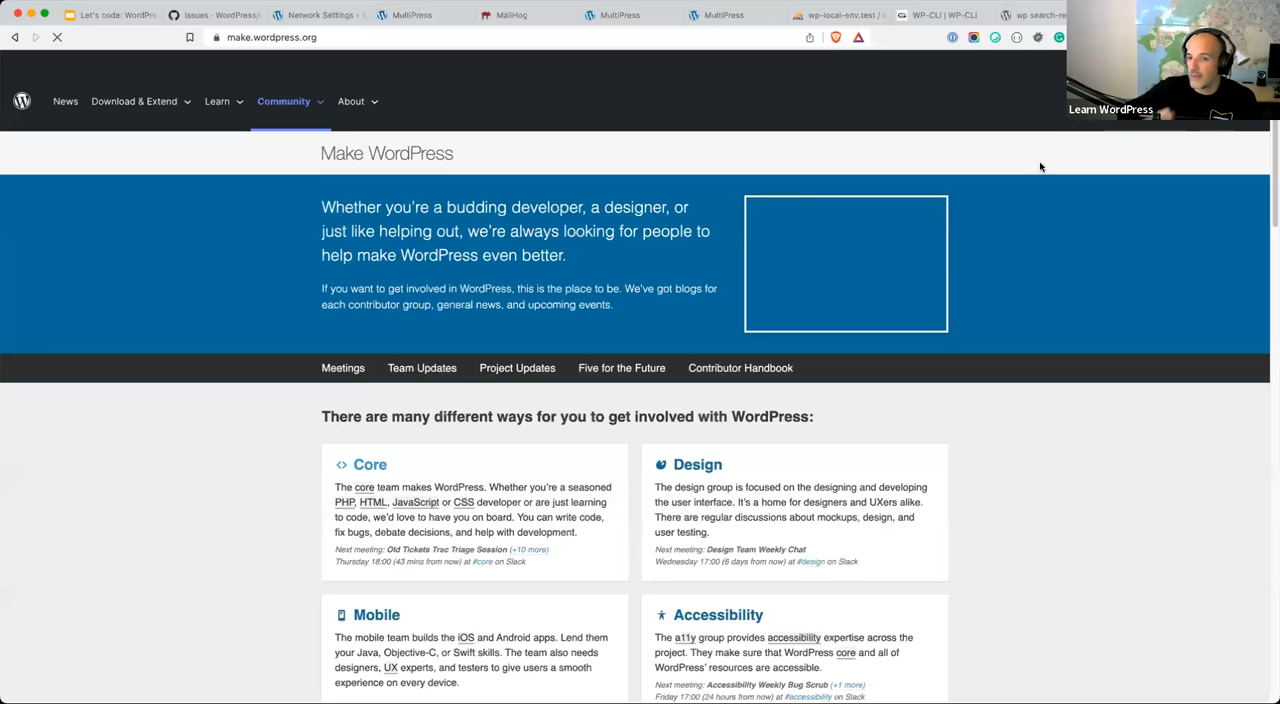 Let's code: WordPre
issues · WordPress/l
Network Settings ‹
MultiPress
MailHog
MultiPress
MultiPress
wp-local-env.test / l
WP-CLI | WP-CLI
wp search-re
make.wordpress.org
Learn WordPress
News
Download & Extend
Learn
Community
About
Make WordPress
Whether you're a budding developer, a designer, or
just like helping out, we're always looking for people to
help make WordPress even better.
If you want to get involved in WordPress, this is the place to be. We've got blogs for
each contributor group, general news, and upcoming events.
Meetings
Team Updates
Project Updates
Five for the Future
Contributor Handbook
There are many different ways for you to get involved with WordPress:
Core
The core team makes WordPress. Whether you're a seasoned
PHP, HTML, JavaScript or CSS developer or are just learning
to code, we'd love to have you on board. You can write code,
fix bugs, debate decisions, and help with development.
Next meeting: Old Tickets Trac Triage Session (+10 more)
Thursday 18:00 (43 mins from now) at #core on Slack
Design
The design group is focused on the designing and developing
the user interface. It's a home for designers and UXers alike.
There are regular discussions about mockups, design, and
user testing.
Next meeting: Design Team Weekly Chat
Wednesday 17:00 (6 days from now) at #design on Slack
Mobile
The mobile team builds the iOS and Android apps. Lend them
your Java, Objective-C, or Swift skills. The team also needs
designers, UX experts, and testers to give users a smooth
experience on every device.
Accessibility
The a11y group provides accessibility expertise across the
project. They make sure that WordPress core and all of
WordPress' resources are accessible.
Next meeting: Accessibility Weekly Bug Scrub (+1 more)
Friday 17:00 (24 hours from now) at #accessibility on Slack